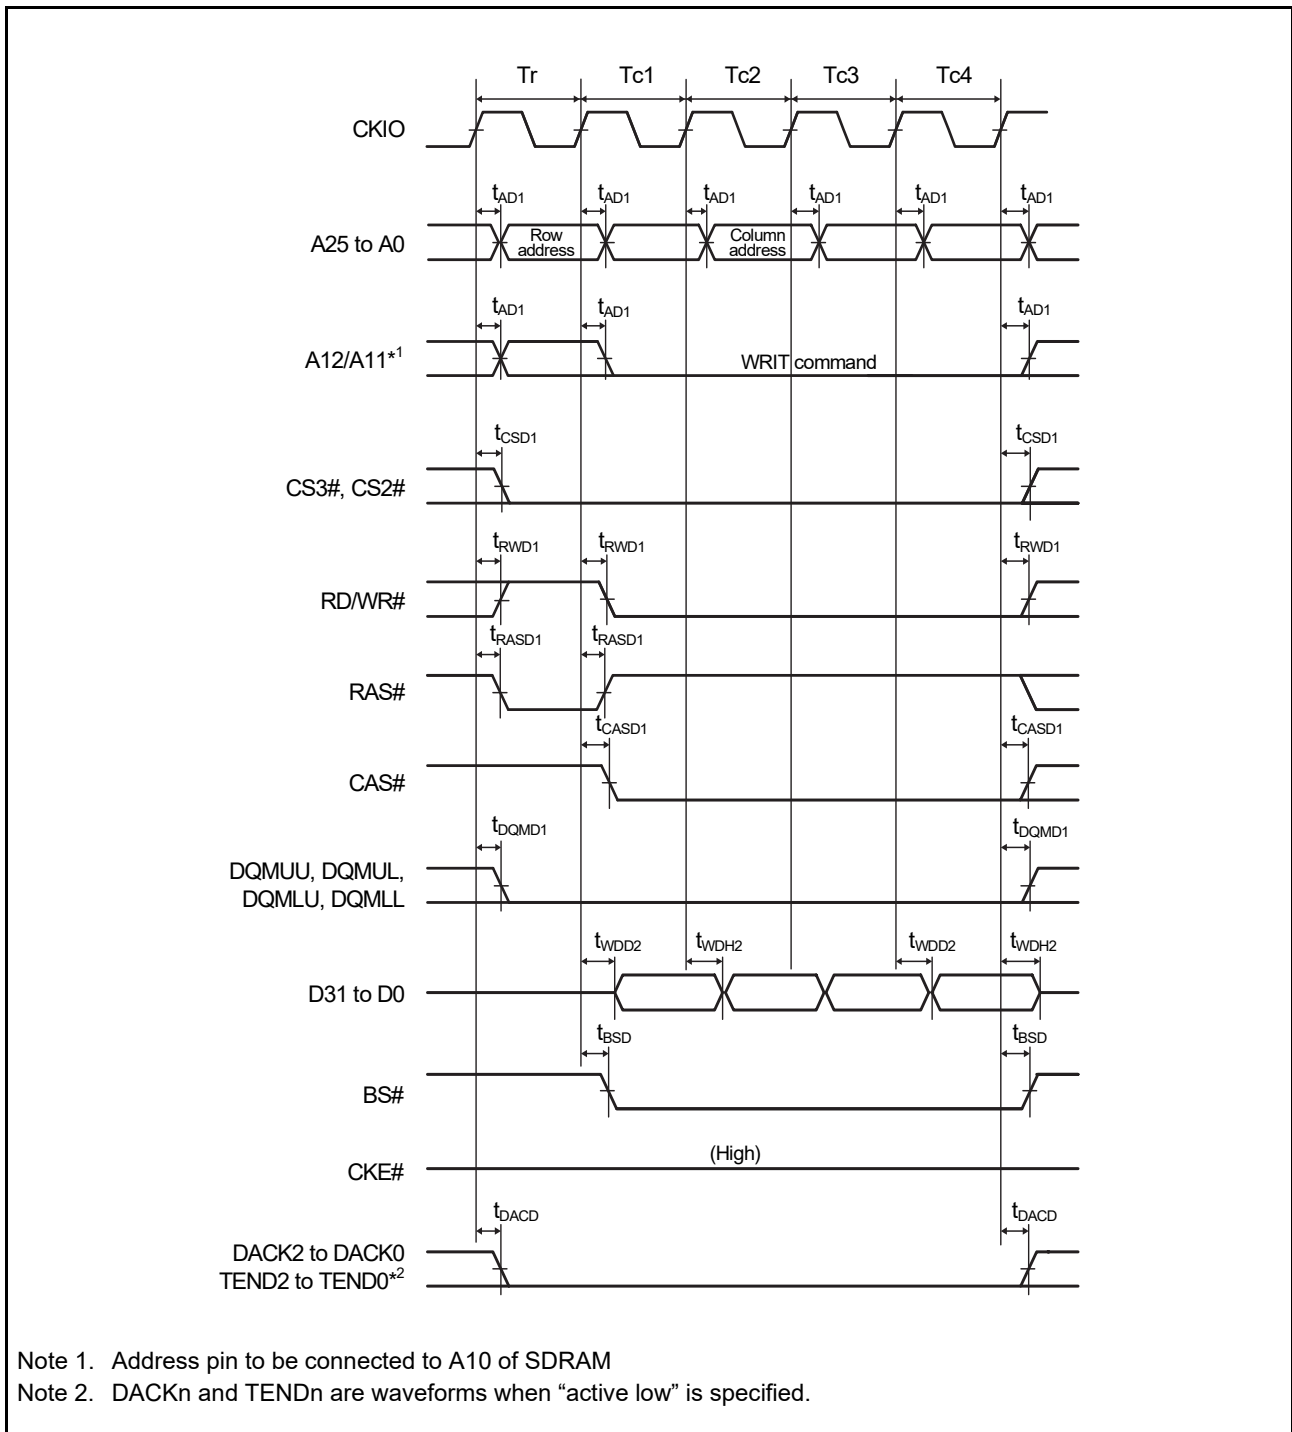 Tr Tc1 Tc2 Tc3 Tc4
CKIO
tAD1 tAD1 tAD1 tAD1 tAD1 tAD1
A25 to A0
Row address
Column address
tAD1 tAD1 tAD1
A12/A11*1
WRIT command
tCSD1 tCSD1
CS3#, CS2#
tRWD1 tRWD1 tRWD1
RD/WR#
tRASD1 tRASD1
RAS#
tCASD1 tCASD1
CAS#
tDQMD1 tDQMD1
DQMUU, DQMUL,
DQMLU, DQMLL
tWDD2 tWDH2 tWDD2 tWDH2
D31 to D0
tBSD tBSD
BS#
(High)
CKE#
tDACD tDACD
DACK2 to DACK0
TEND2 to TEND0*2
Note 1. Address pin to be connected to A10 of SDRAM
Note 2. DACKn and TENDn are waveforms when “active low” is specified.